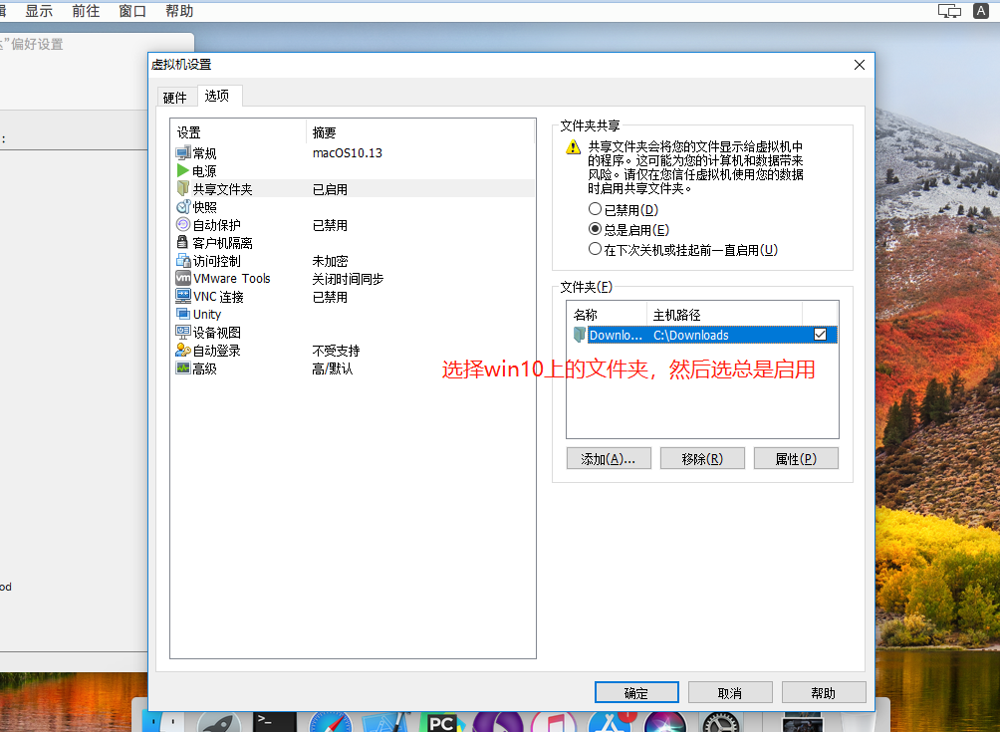 显示 前往 窗口 帮助 A
"偏好设置
:
od
虚拟机设置
硬件 选项
设置 摘要
常规 macOS10.13
电源
共享文件夹 已启用
快照
自动保护 已禁用
客户机隔离
访问控制 未加密
vm VMware Tools 关闭时间同步
VNC 连接 已禁用
Unity
设备视图
自动登录 不受支持
高级 高/默认
文件夹共享
共享文件夹会将您的文件显示给虚拟机中
的程序。这可能为您的计算机和数据带来
风险。请仅在您信任虚拟机使用您的数据
时启用共享文件夹。
已禁用(D)
总是启用(E)
在下次关机或挂起前一直启用(U)
文件夹(F)
名称 主机路径
Downlo... C:\Downloads
选择win10上的文件夹，然后选总是启用
添加(A)... 移除(R) 属性(P)
确定 取消 帮助
>_ PC